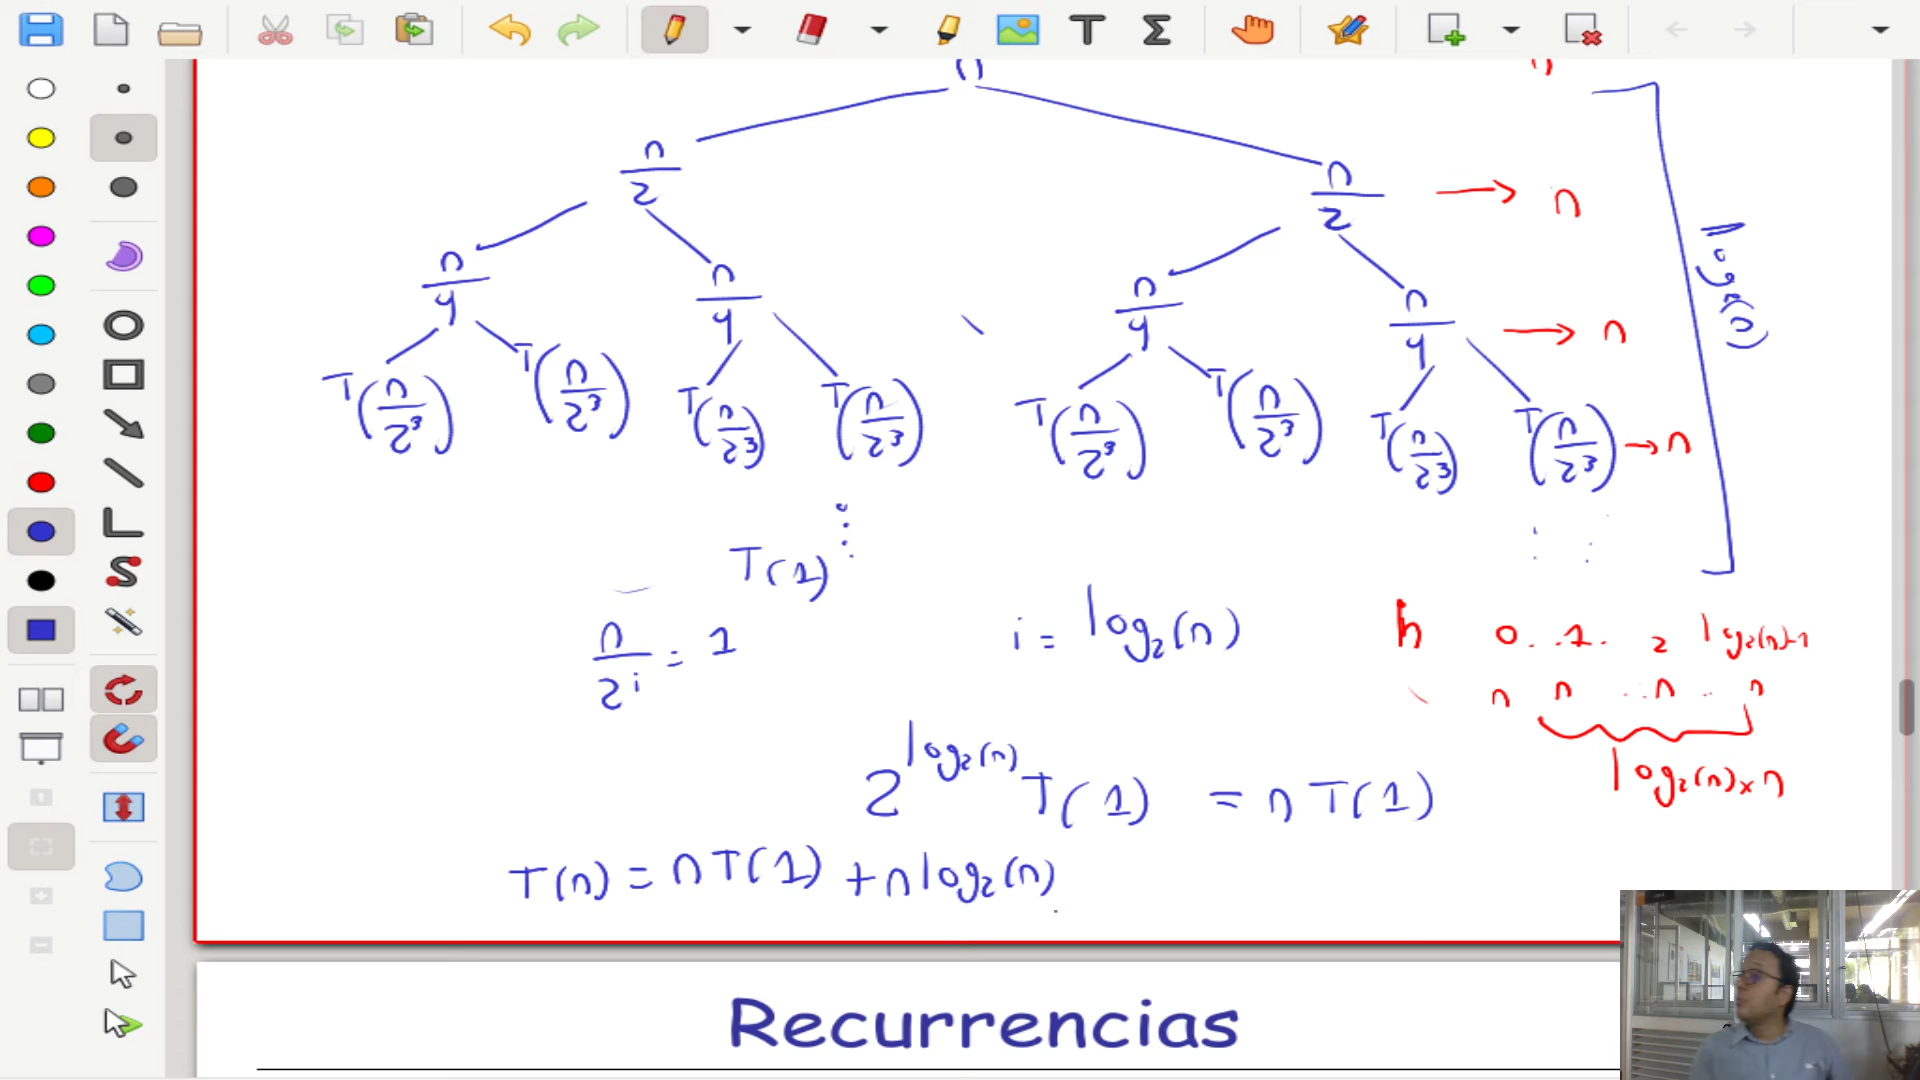 n n
n/2 n/2 → n
n/4 n/4 n/4 n/4 → n
T(n/2³) T(n/2³) T(n/2³) T(n/2³) T(n/2³) T(n/2³) T(n/2³) T(n/2³) → n
log₂(n)
⋮
T(1)
n/2ⁱ = 1
i = log₂(n)
h 0 . . 1 . 2 log₂(n)-1
n n . . n . . n
log₂(n) × n
2^log₂(n) T(1) = n T(1)
T(n) = n T(1) + n log₂(n)
Recurrencias